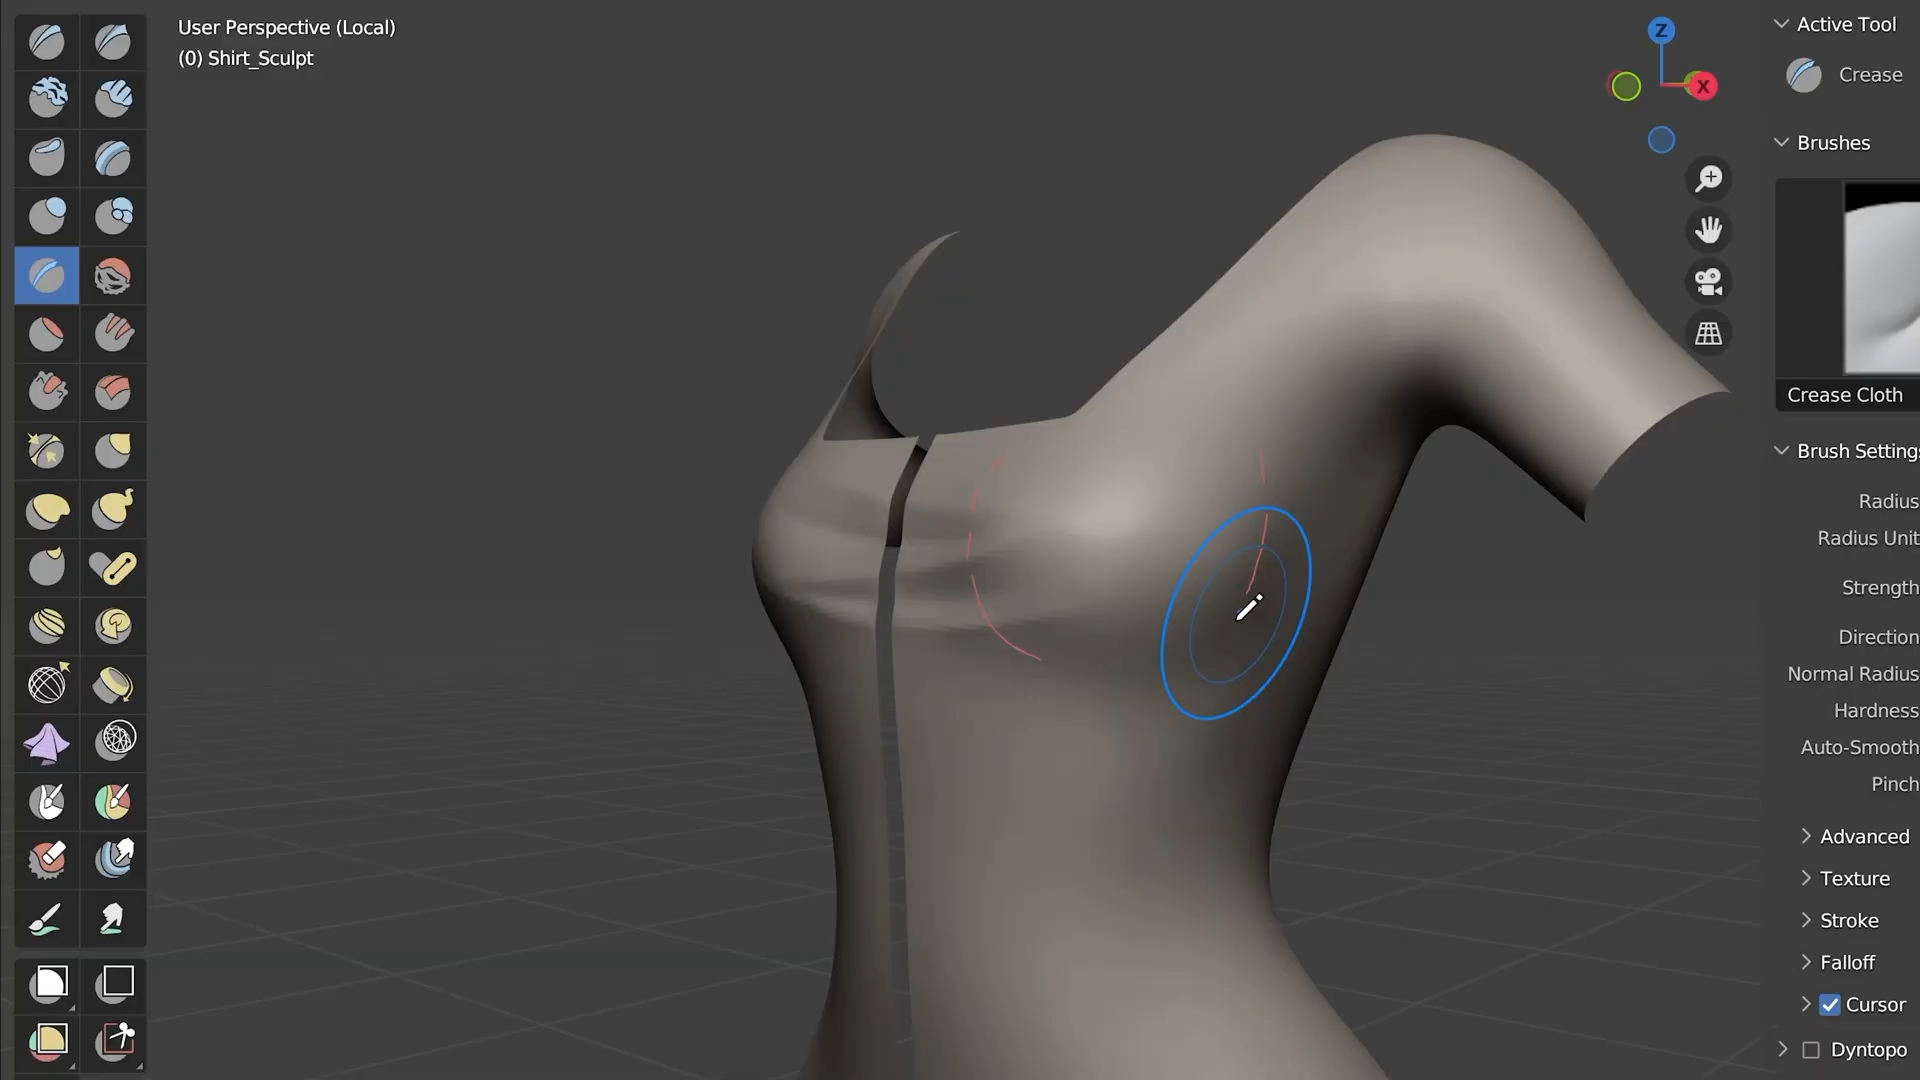 User Perspective (Local)
(0) Shirt_Sculpt
Z
X
Active Tool
Crease
Brushes
Crease Cloth
Brush Settings
Radius
Radius Unit
Strength
Direction
Normal Radius
Hardness
Auto-Smooth
Pinch
Advanced
Texture
Stroke
Falloff
Cursor
Dyntopo